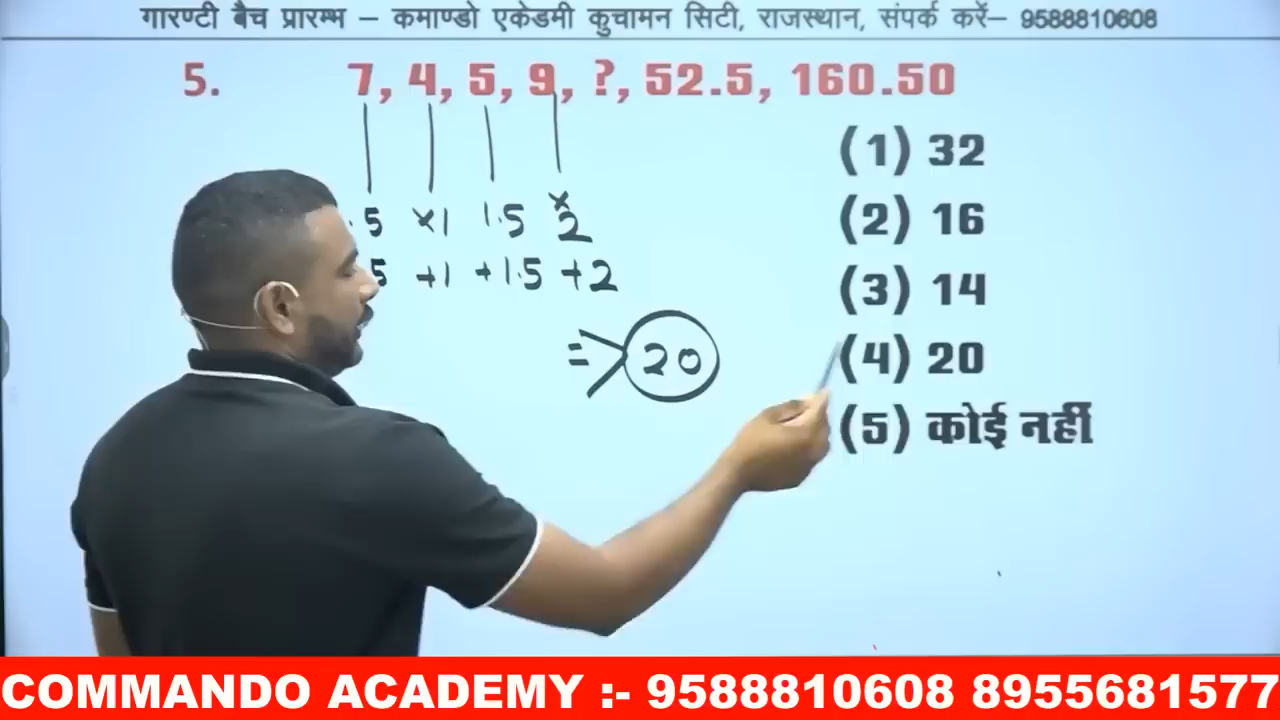 गारण्टी बैच प्रारम्भ – कमाण्डो एकेडमी कुचामन सिटी, राजस्थान, संपर्क करें– 9588810608
5. 7, 4, 5, 9, ?, 52.5, 160.50
(1) 32
(2) 16
(3) 14
(4) 20
(5) कोई नहीं
.5 ×1 1.5 ×2
5 +1 +1.5 +2
= 20
COMMANDO ACADEMY :- 9588810608 8955681577